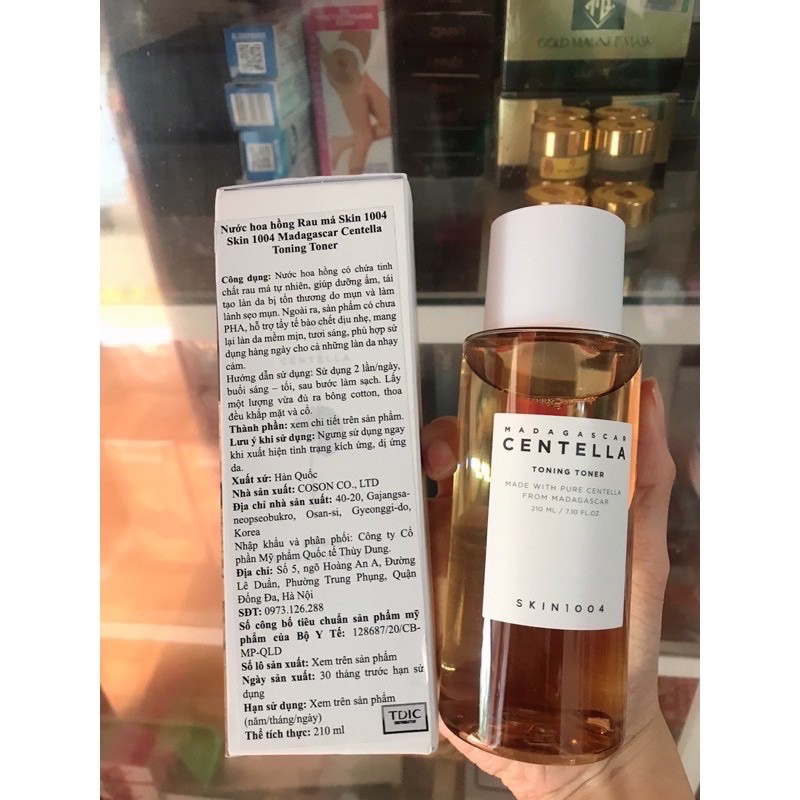 GOLD MAGNET MASK
Nước hoa hồng Rau má Skin 1004
Skin 1004 Madagascar Centella
Toning Toner
Công dụng: Nước hoa hồng có chứa tinh
chất rau má tự nhiên, giúp dưỡng ẩm, tái
tạo làn da bị tổn thương do mụn và làm
lành sẹo mụn. Ngoài ra, sản phẩm có chưa
PHA, hỗ trợ tẩy tế bào chết dịu nhẹ, mang
lại làn da mềm mịn, tươi sáng, phù hợp sử
dụng hàng ngày cho cả những làn da nhạy
cảm.
Hướng dẫn sử dụng: Sử dụng 2 lần/ngày,
buổi sáng – tối, sau bước làm sạch. Lấy
một lượng vừa đủ ra bông cotton, thoa
đều khắp mặt và cổ.
Thành phần: xem chi tiết trên sản phẩm.
Lưu ý khi sử dụng: Ngưng sử dụng ngay
khi xuất hiện tình trạng kích ứng, dị ứng
da.
Xuất xứ: Hàn Quốc
Nhà sản xuất: COSON CO., LTD
Địa chỉ nhà sản xuất: 40-20, Gajangsa-
neopseobukro, Osan-si, Gyeonggi-do,
Korea
Nhập khẩu và phân phối: Công ty Cổ
phần Mỹ phẩm Quốc tế Thùy Dung.
Địa chỉ: Số 5, ngõ Hoàng An A, Đường
Lê Duẩn, Phường Trung Phụng, Quận
Đống Đa, Hà Nội
SĐT: 0973.126.288
Số công bố tiêu chuẩn sản phẩm mỹ
phẩm của Bộ Y Tế: 128687/20/CB-
MP-QLD
Số lô sản xuất: Xem trên sản phẩm
Ngày sản xuất: 30 tháng trước hạn sử
dụng
Hạn sử dụng: Xem trên sản phẩm
(năm/tháng/ngày)
Thể tích thực: 210 ml
TDIC
CENTELLA
MADAGASCAR
CENTELLA
TONING TONER
MADE WITH PURE CENTELLA
FROM MADAGASCAR
210 ML / 7.10 FL.OZ
SKIN1004